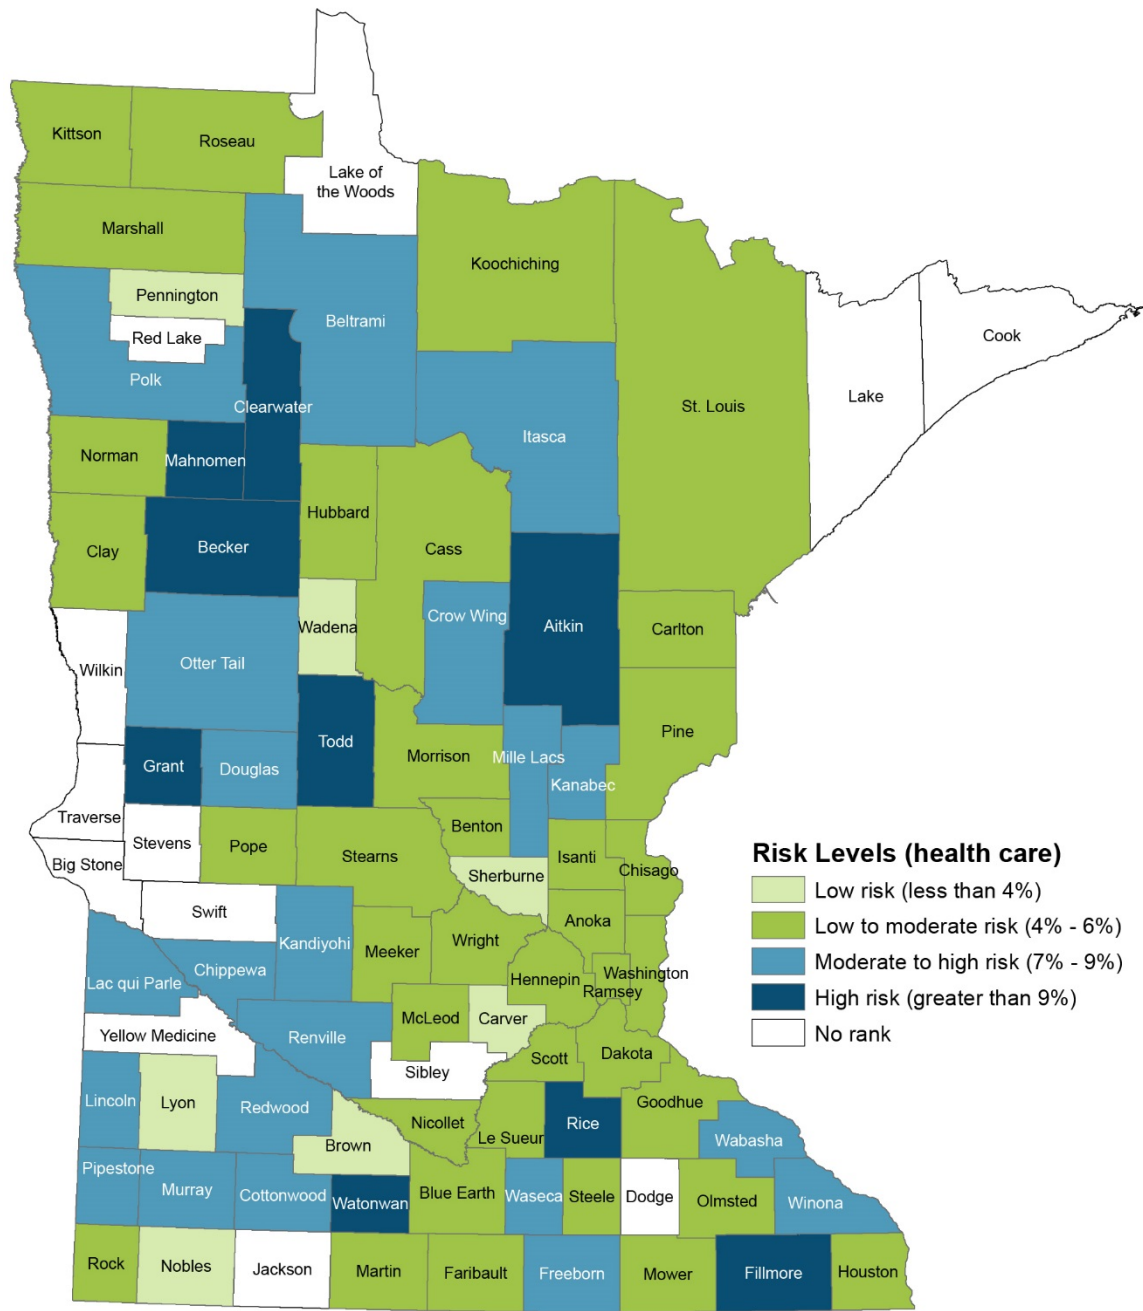 Kittson
Roseau
Lake of
the Woods
Marshall
Koochiching
Pennington
Beltrami
Red Lake
Cook
Polk
Lake
Clearwater
St. Louis
Itasca
Norman
Mahnomen
Hubbard
Becker
Cass
Clay
Crow Wing
Wadena
Aitkin
Carlton
Otter Tail
Wilkin
Pine
Todd
Morrison
Mille Lacs
Grant
Douglas
Kanabec
Traverse
Benton
Stevens
Pope
Stearns
Isanti
Big Stone
Sherburne
Chisago
Swift
Kandiyohi
Anoka
Meeker
Wright
Chippewa
Lac qui Parle
Hennepin
Washington
Ramsey
McLeod
Carver
Yellow Medicine
Renville
Scott
Dakota
Sibley
Lincoln
Lyon
Redwood
Goodhue
Nicollet
Rice
Brown
Le Sueur
Wabasha
Pipestone
Murray
Cottonwood
Watonwan
Blue Earth
Waseca
Steele
Dodge
Olmsted
Winona
Rock
Nobles
Jackson
Martin
Faribault
Freeborn
Mower
Fillmore
Houston
Risk Levels (health care)
Low risk (less than 4%)
Low to moderate risk (4% - 6%)
Moderate to high risk (7% - 9%)
High risk (greater than 9%)
No rank